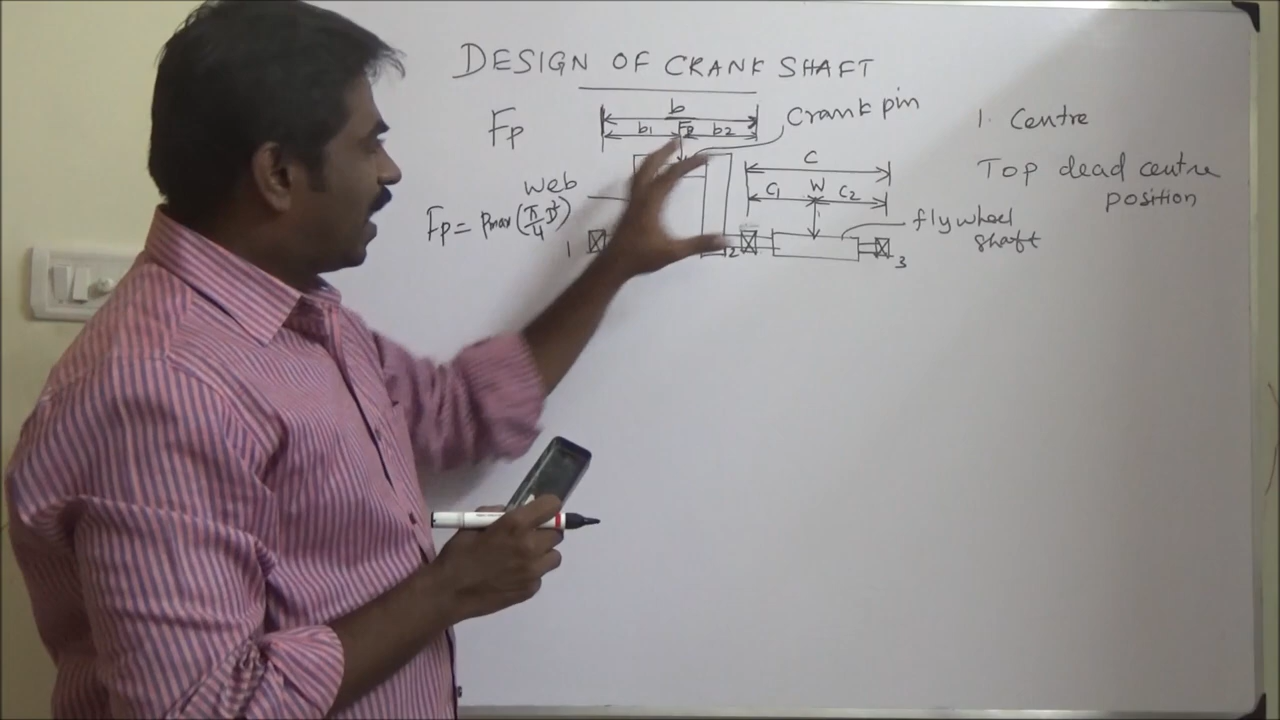 DESIGN OF CRANK SHAFT
Fp
b
b1 Fp b2
Crank pin
1. Centre
Top dead centre
position
C
C1 W C2
web
Fp = Pmax (π/4 D²)
flywheel
shaft
1
2
3